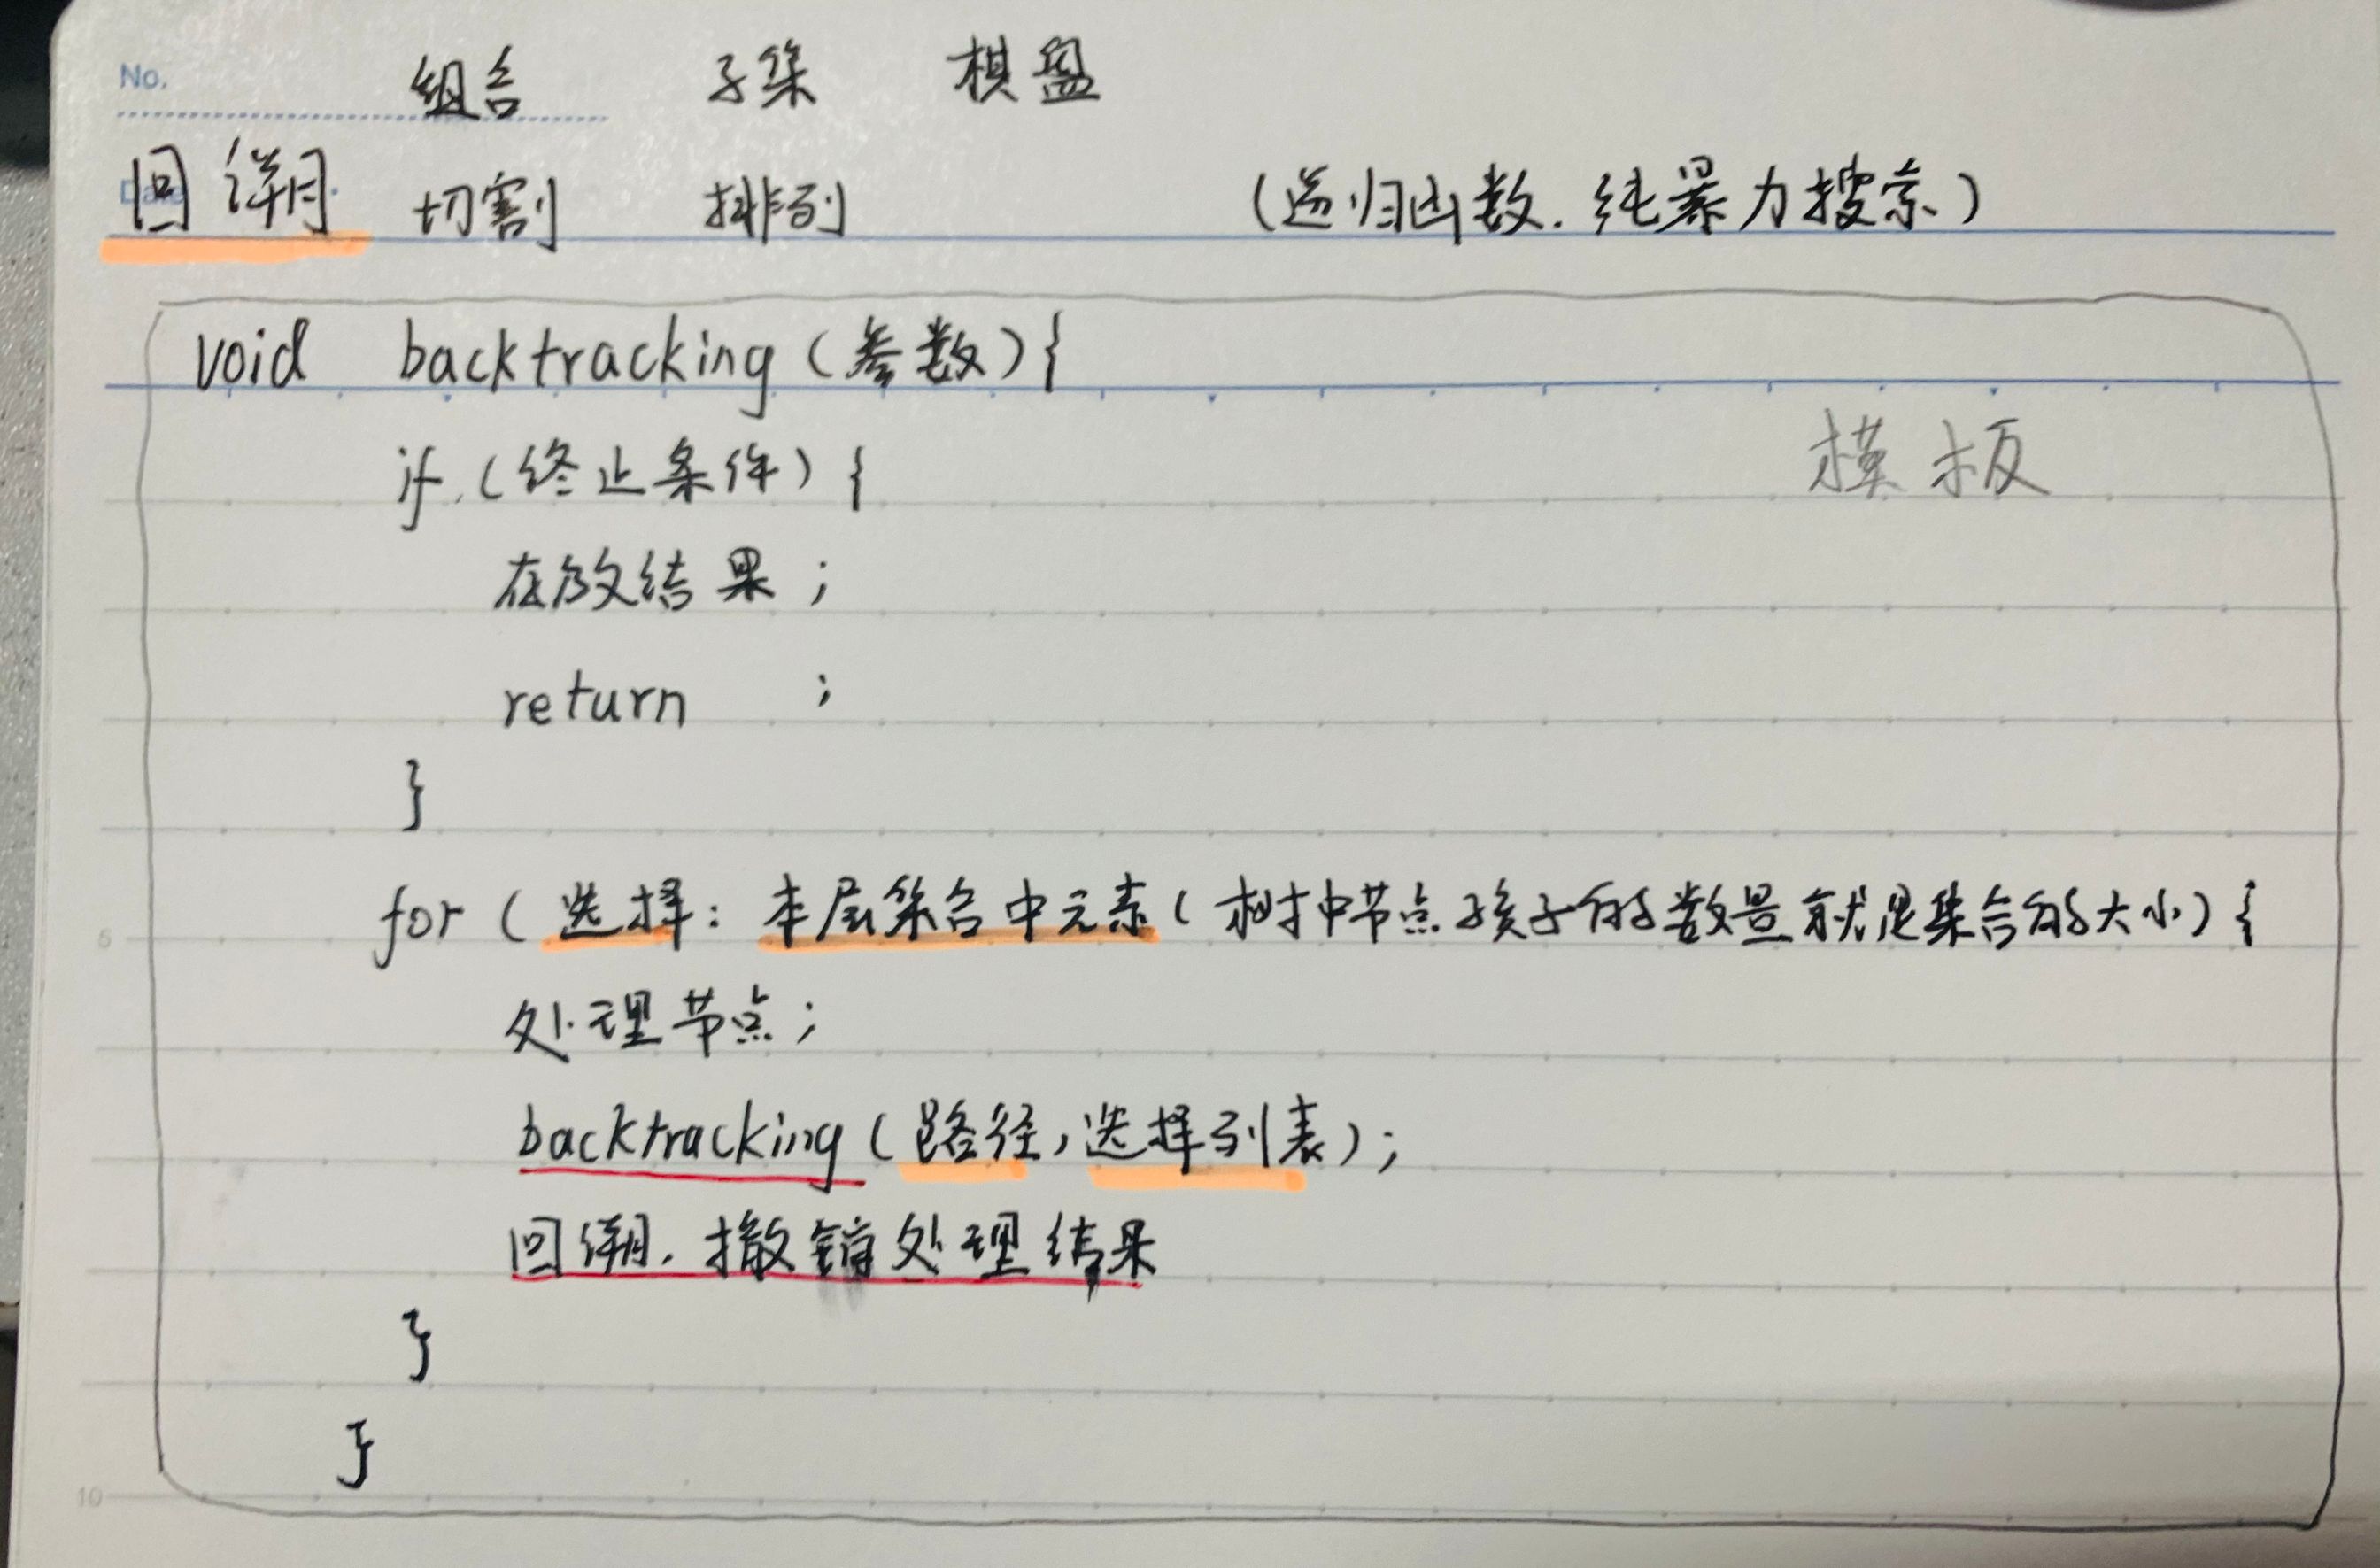 No.
组合 子集 棋盘
Date
回溯 切割 排列 (递归函数.纯暴力搜索)
void backtracking(参数){
模板
if(终止条件){
存放结果;
return ;
}
5
for(选择:本层集合中元素(树中节点孩子的数量就是集合的大小){
处理节点;
backtracking(路径,选择列表);
回溯.撤销处理结果
}
}
10